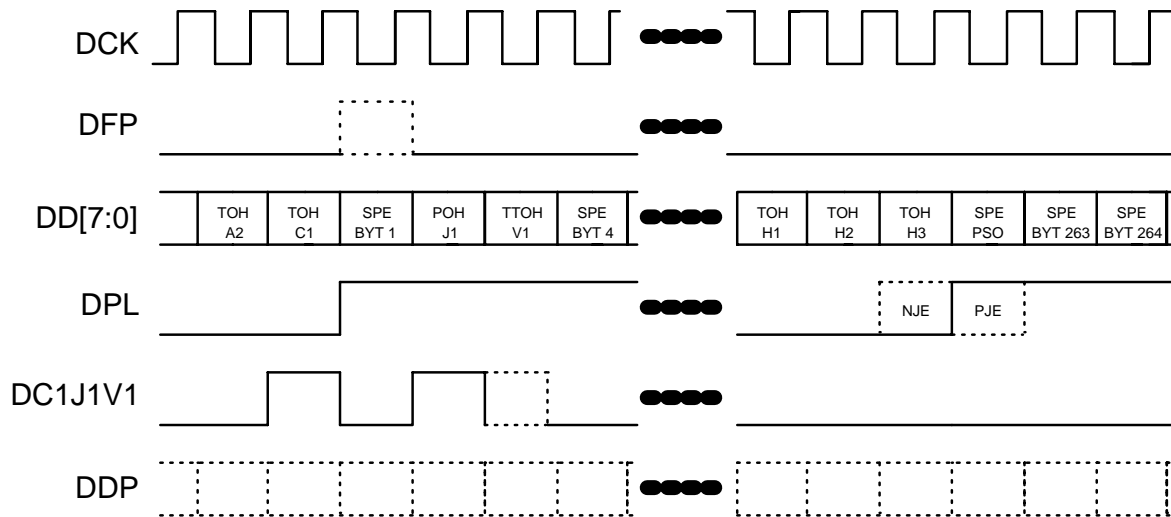 DCK
DFP
DD[7:0]
TOH A2
TOH C1
SPE BYT 1
POH J1
TTOH V1
SPE BYT 4
TOH H1
TOH H2
TOH H3
SPE PSO
SPE BYT 263
SPE BYT 264
DPL
NJE
PJE
DC1J1V1
DDP